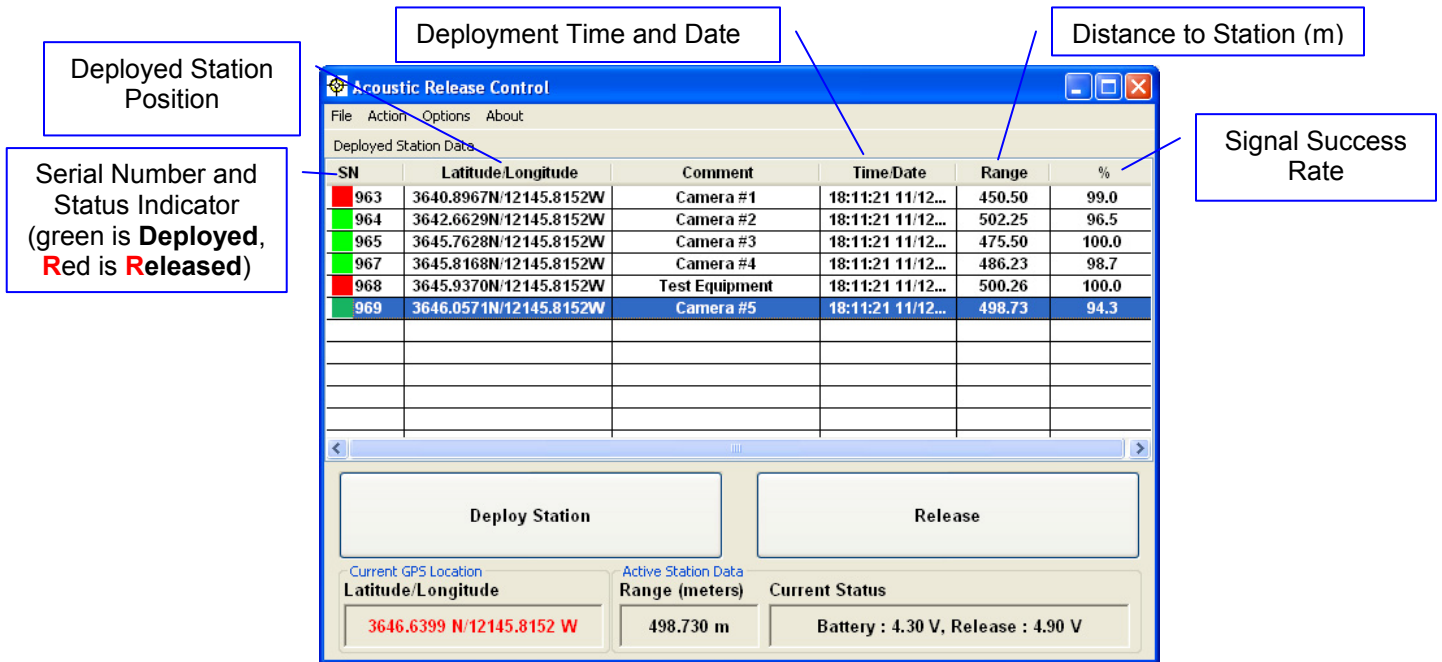 Deployment Time and Date
Distance to Station (m)
Deployed Station
Position
Signal Success
Rate
Serial Number and
Status Indicator
(green is Deployed,
Red is Released)
Acoustic Release Control
File Action Options About
Deployed Station Data
SN Latitude/Longitude Comment Time/Date Range %
963 3640.8967N/12145.8152W Camera #1 18:11:21 11/12... 450.50 99.0
964 3642.6629N/12145.8152W Camera #2 18:11:21 11/12... 502.25 96.5
965 3645.7628N/12145.8152W Camera #3 18:11:21 11/12... 475.50 100.0
967 3645.8168N/12145.8152W Camera #4 18:11:21 11/12... 486.23 98.7
968 3645.9370N/12145.8152W Test Equipment 18:11:21 11/12... 500.26 100.0
969 3646.0571N/12145.8152W Camera #5 18:11:21 11/12... 498.73 94.3
Deploy Station Release
Current GPS Location Active Station Data
Latitude/Longitude Range (meters) Current Status
3646.6399 N/12145.8152 W 498.730 m Battery : 4.30 V, Release : 4.90 V